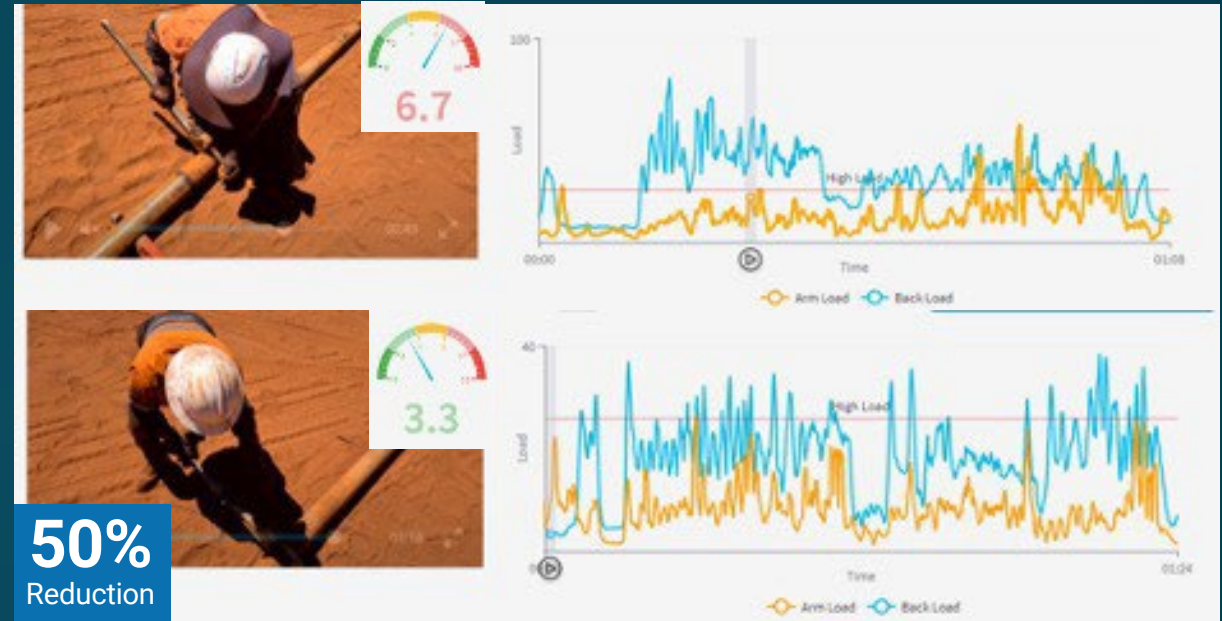 6.7
100
Load
High Load
00:00
Time
01:08
Arm Load
Back Load
3.3
40
Load
High Load
Time
01:24
Arm Load
Back Load
50%
Reduction